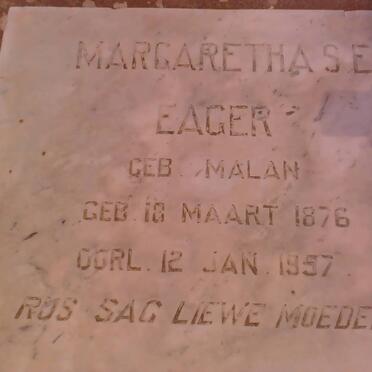 MARGARETHA S E
EAGER
GEB. MALAN
GEB. 18 MAART 1876
OORL. 12 JAN. 1957
RUS SAG LIEWE MOEDE